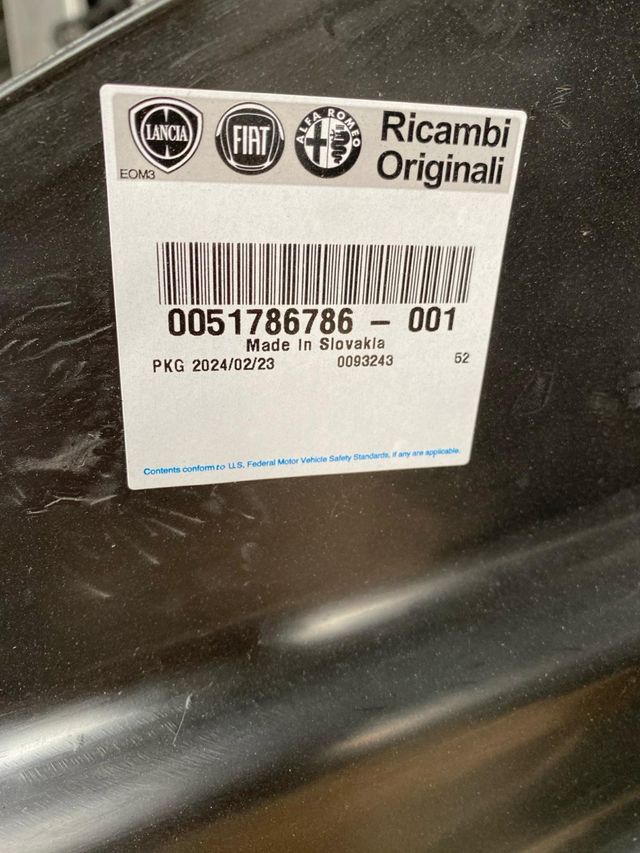 LANCIA
FIAT
ALFA ROMEO
Ricambi
Originali
EOM3
0051786786 - 001
Made In Slovakia
PKG 2024/02/23 0093243 52
Contents conform to U.S. Federal Motor Vehicle Safety Standards, if any are applicable.